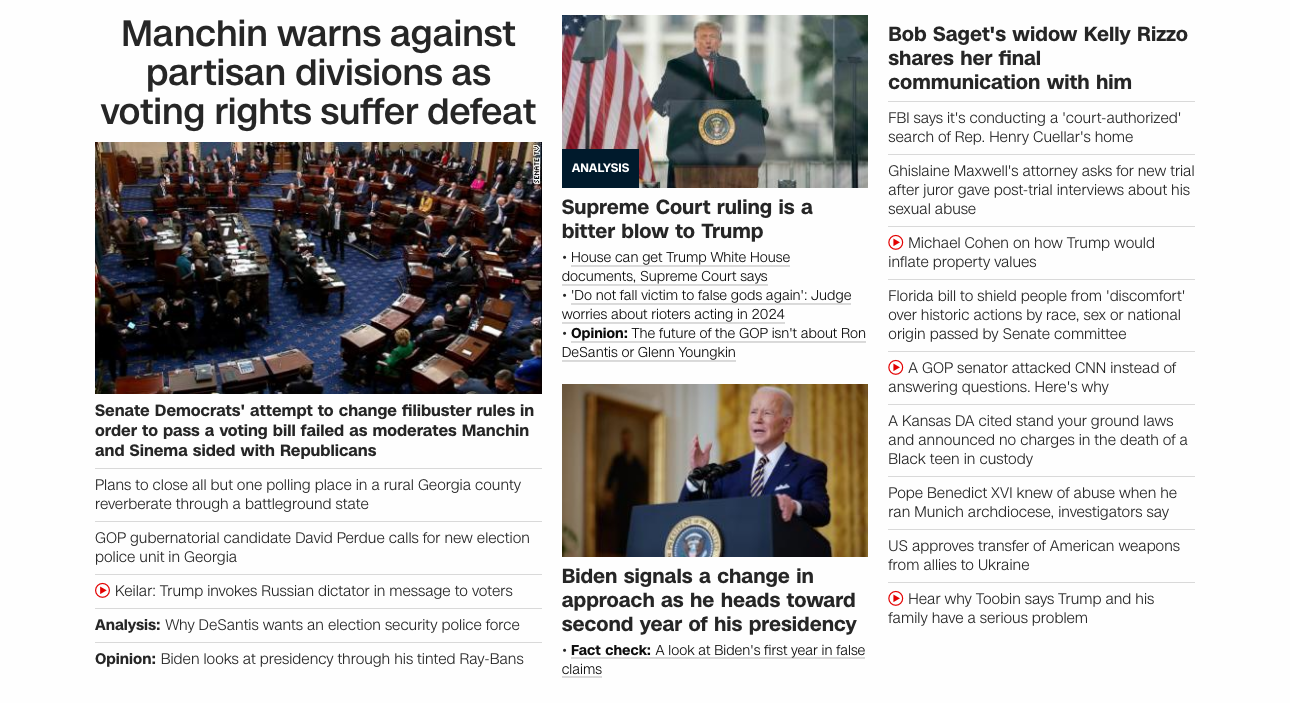 Manchin warns against
partisan divisions as
voting rights suffer defeat
SENATE TV
Senate Democrats' attempt to change filibuster rules in
order to pass a voting bill failed as moderates Manchin
and Sinema sided with Republicans
Plans to close all but one polling place in a rural Georgia county
reverberate through a battleground state
GOP gubernatorial candidate David Perdue calls for new election
police unit in Georgia
Keilar: Trump invokes Russian dictator in message to voters
Analysis: Why DeSantis wants an election security police force
Opinion: Biden looks at presidency through his tinted Ray-Bans
ANALYSIS
Supreme Court ruling is a
bitter blow to Trump
• House can get Trump White House
documents, Supreme Court says
• 'Do not fall victim to false gods again': Judge
worries about rioters acting in 2024
• Opinion: The future of the GOP isn't about Ron
DeSantis or Glenn Youngkin
Biden signals a change in
approach as he heads toward
second year of his presidency
• Fact check: A look at Biden's first year in false
claims
Bob Saget's widow Kelly Rizzo
shares her final
communication with him
FBI says it's conducting a 'court-authorized'
search of Rep. Henry Cuellar's home
Ghislaine Maxwell's attorney asks for new trial
after juror gave post-trial interviews about his
sexual abuse
Michael Cohen on how Trump would
inflate property values
Florida bill to shield people from 'discomfort'
over historic actions by race, sex or national
origin passed by Senate committee
A GOP senator attacked CNN instead of
answering questions. Here's why
A Kansas DA cited stand your ground laws
and announced no charges in the death of a
Black teen in custody
Pope Benedict XVI knew of abuse when he
ran Munich archdiocese, investigators say
US approves transfer of American weapons
from allies to Ukraine
Hear why Toobin says Trump and his
family have a serious problem